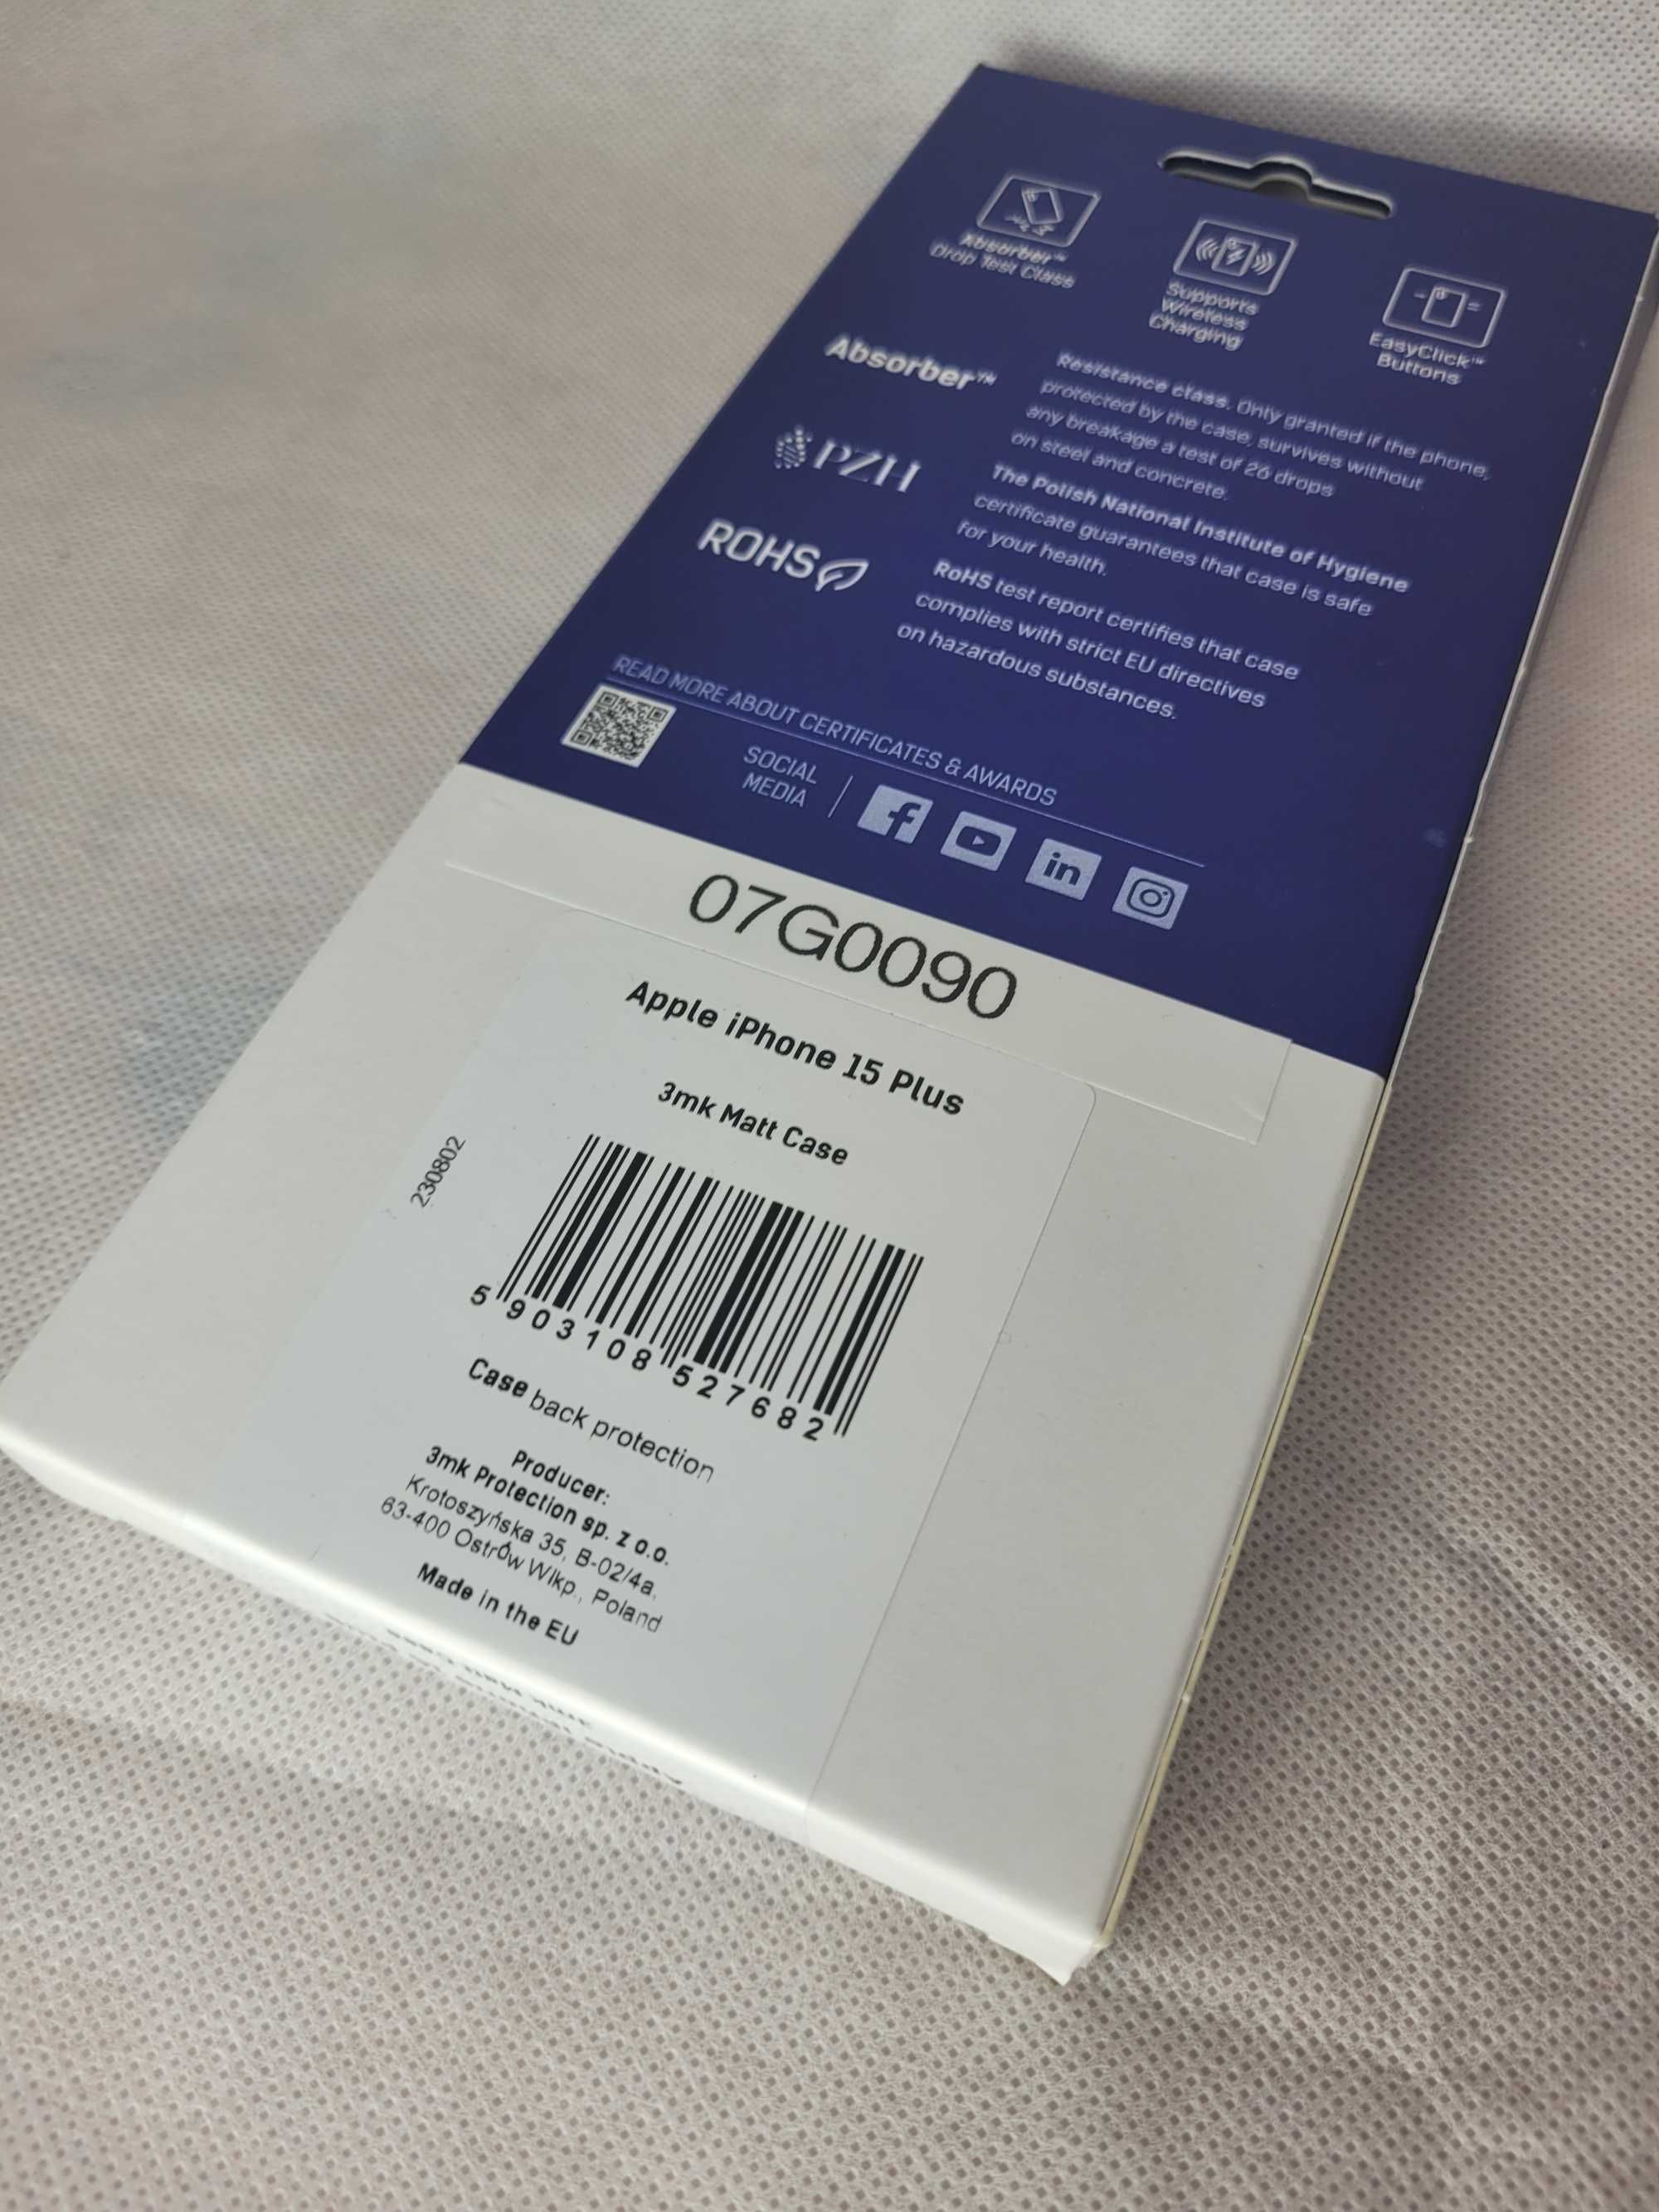 Absorber™
Drop Test Class
Supports
Wireless
Charging
EasyClick™
Buttons
Absorber™
Resistance class. Only granted if the phone,
protected by the case, survives without
any breakage a test of 26 drops
on steel and concrete.
PZH
The Polish National Institute of Hygiene
certificate guarantees that case is safe
for your health.
ROHS
RoHS test report certifies that case
complies with strict EU directives
on hazardous substances.
READ MORE ABOUT CERTIFICATES & AWARDS
SOCIAL
MEDIA
f
in
07G0090
Apple iPhone 15 Plus
3mk Matt Case
230802
5 903108 527682
Case back protection
Producer:
3mk Protection sp. z o.o.
Krotoszyńska 35, B-02/4a,
63-400 Ostrów Wlkp., Poland
Made in the EU